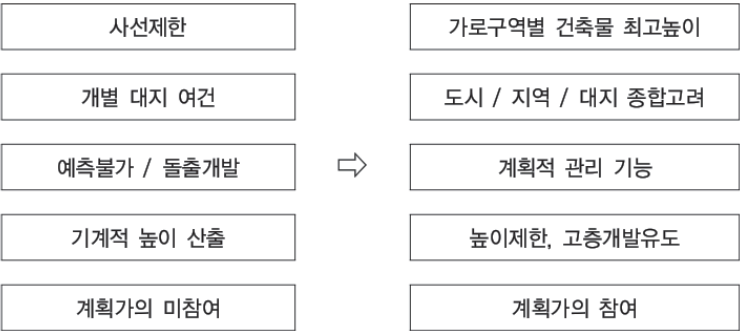 사선제한
가로구역별 건축물 최고높이
개별 대지 여건
도시 / 지역 / 대지 종합고려
예측불가 / 돌출개발
⇨
계획적 관리 기능
기계적 높이 산출
높이제한, 고층개발유도
계획가의 미참여
계획가의 참여